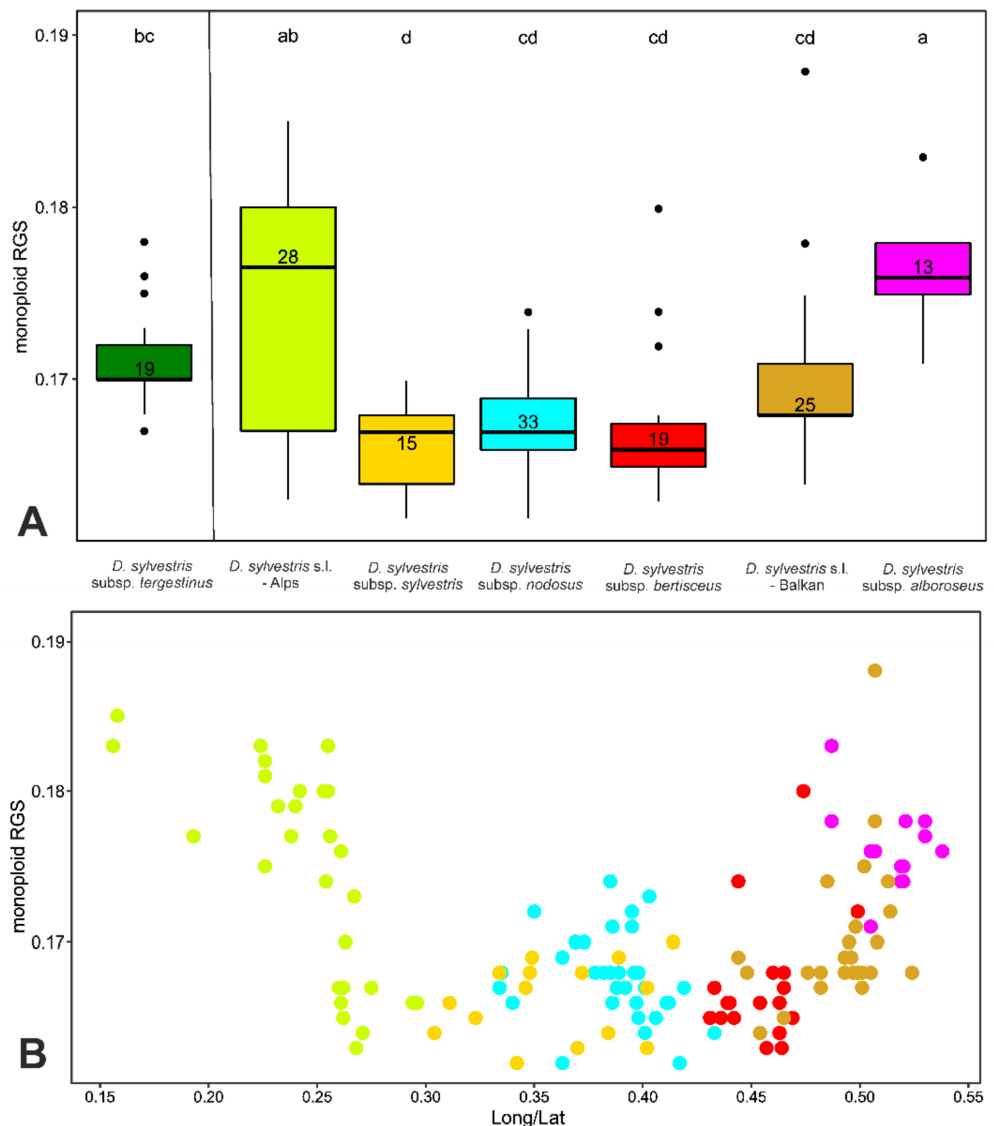 0.19
bc ab d cd cd cd a
0.18
28
13
monoploid RGS
0.17
19
15
33
19
25
A
D. sylvestris
subsp. tergestinus
D. sylvestris s.l.
- Alps
D. sylvestris
subsp. sylvestris
D. sylvestris
subsp. nodosus
D. sylvestris
subsp. bertisceus
D. sylvestris s.l.
- Balkan
D. sylvestris
subsp. alboroseus
0.19
0.18
monoploid RGS
0.17
B
0.15 0.20 0.25 0.30 0.35 0.40 0.45 0.50 0.55
Long/Lat